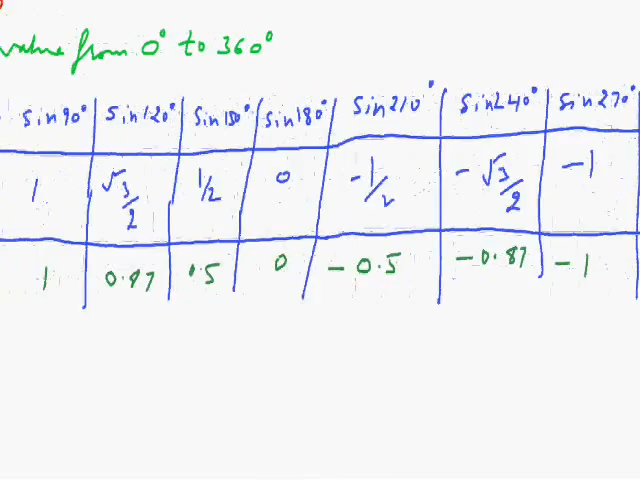 value from 0° to 360°
sin90° sin120° sin150° sin180° sin210° sin240° sin270°
1 √3/2 1/2 0 -1/2 -√3/2 -1
1 0.87 0.5 0 -0.5 -0.87 -1